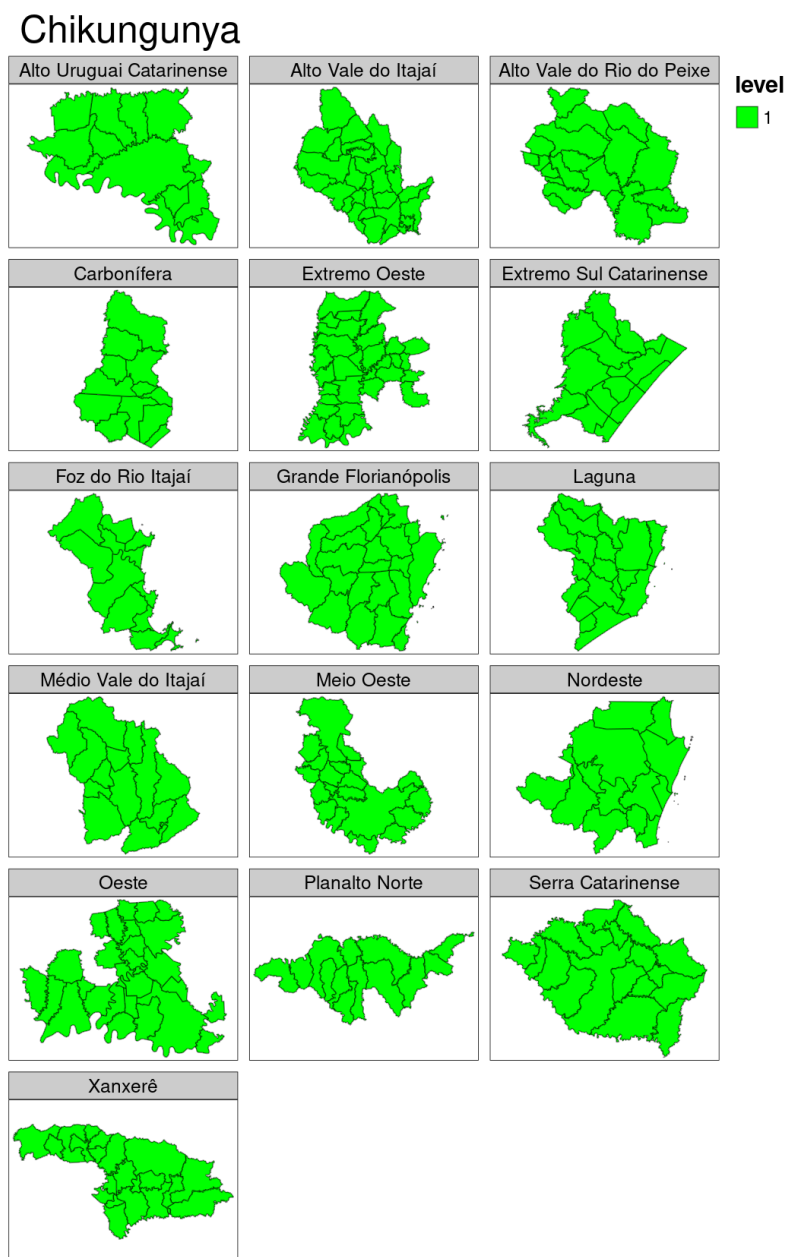 Chikungunya
Alto Uruguai Catarinense
Alto Vale do Itajaí
Alto Vale do Rio do Peixe
level
1
Carbonífera
Extremo Oeste
Extremo Sul Catarinense
Foz do Rio Itajaí
Grande Florianópolis
Laguna
Médio Vale do Itajaí
Meio Oeste
Nordeste
Oeste
Planalto Norte
Serra Catarinense
Xanxerê